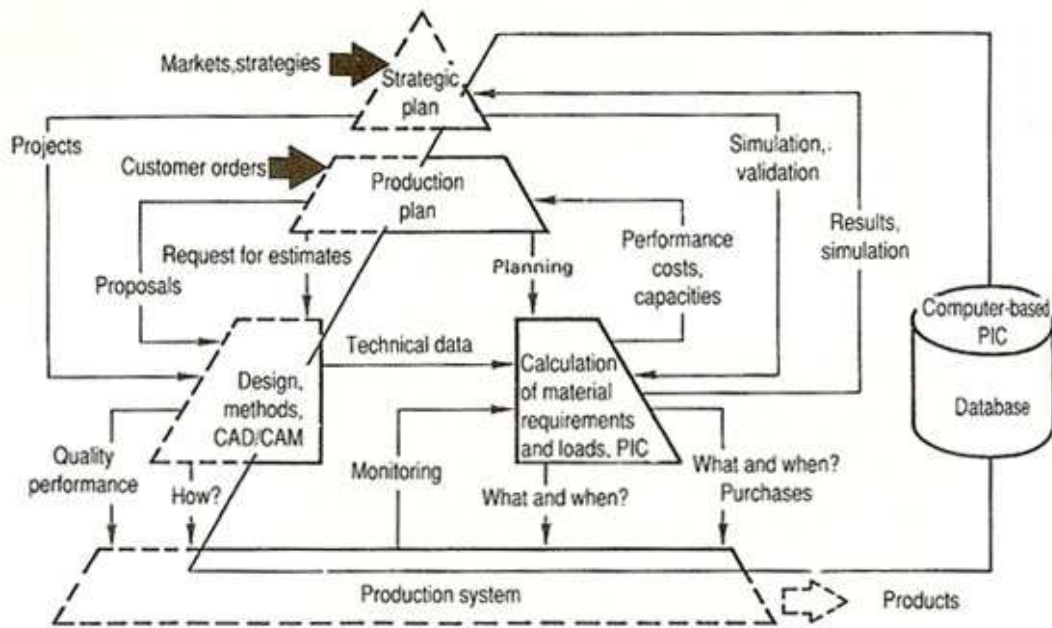 Markets,strategies
Strategic
plan
Projects
Customer orders
Production
plan
Simulation,
validation
Results,
simulation
Request for estimates
Planning
Performance
costs,
capacities
Proposals
Computer-based
PIC
Database
Technical data
Design,
methods,
CAD/CAM
Calculation
of material
requirements
and loads, PIC
Quality
performance
How?
Monitoring
What and when?
What and when?
Purchases
Production system
Products